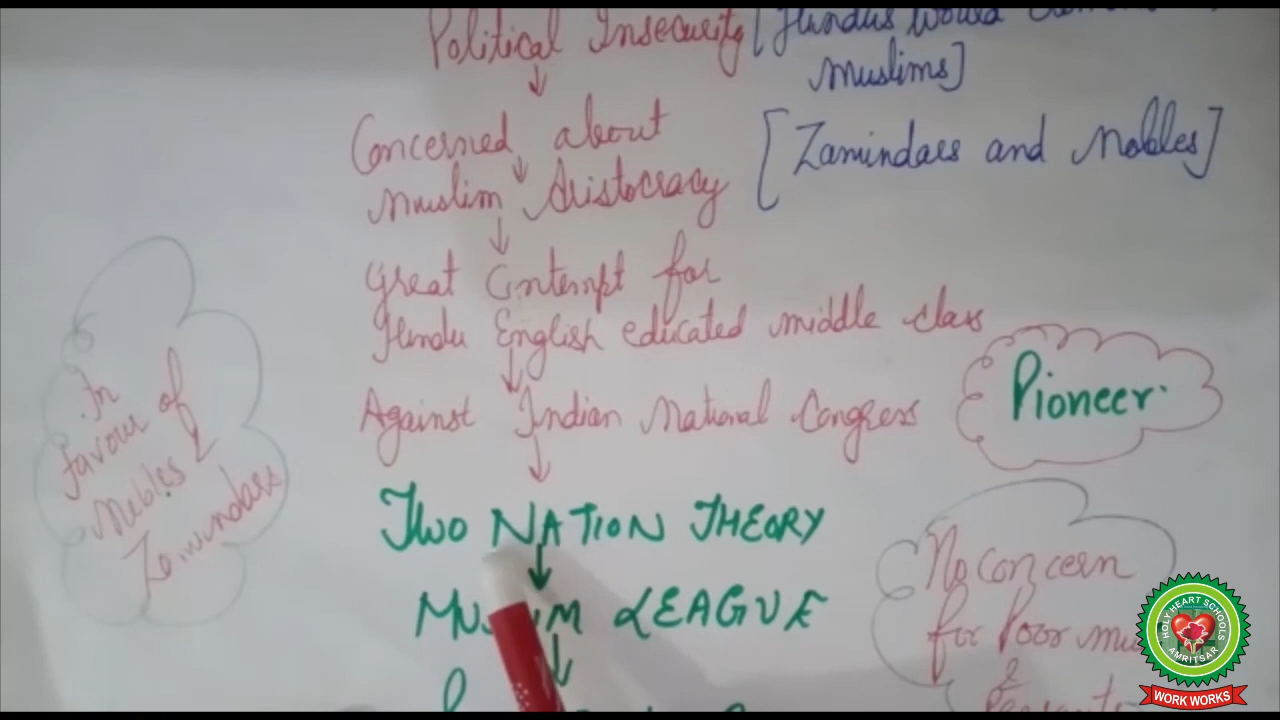 Political Insecurity [Hindus would
Muslims]
Concerned about
Muslim Aristocracy
[Zamindars and Nobles]
Great Contempt for
Hindu English educated middle class
Against Indian National Congress
Pioneer.
In
favour of
Nobles &
Zamindars
TWO NATION THEORY
MUSLIM LEAGUE
No concern
for Poor
&
HOLY HEART SCHOOLS
AMRITSAR
WORK WORKS